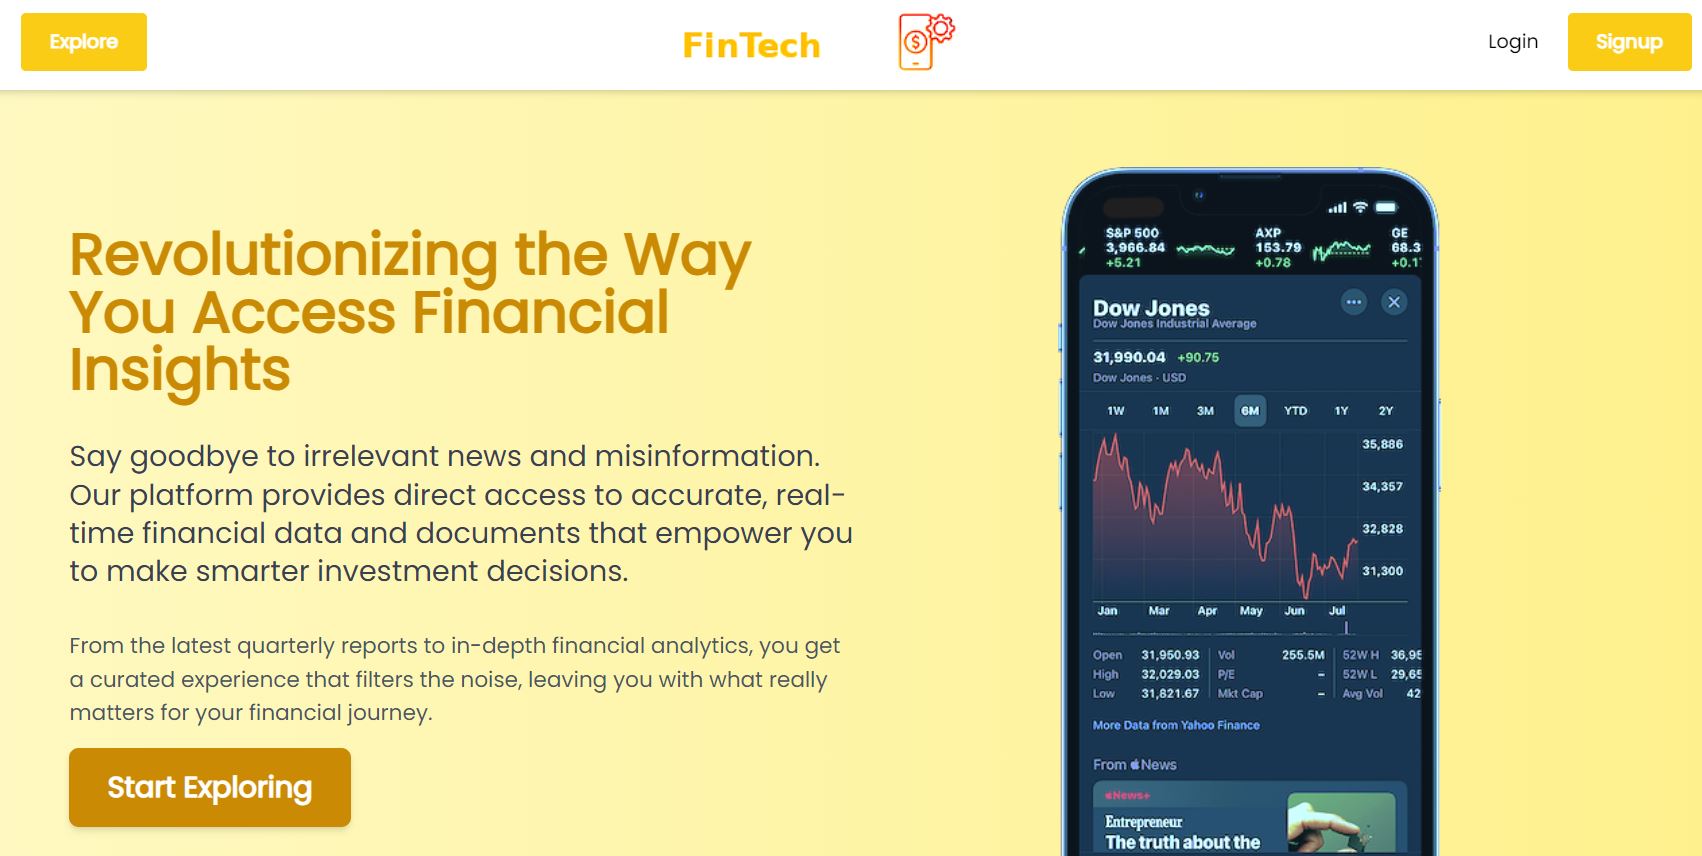 Explore
FinTech
$
Login
Signup
Revolutionizing the Way
You Access Financial
Insights
Say goodbye to irrelevant news and misinformation.
Our platform provides direct access to accurate, real-
time financial data and documents that empower you
to make smarter investment decisions.
From the latest quarterly reports to in-depth financial analytics, you get
a curated experience that filters the noise, leaving you with what really
matters for your financial journey.
Start Exploring
S&P 500 AXP GE
3,966.84 153.79 68.3
+5.21 +0.78 +0.1
Dow Jones
Dow Jones Industrial Average
31,990.04 +90.75
Dow Jones · USD
1W 1M 3M 6M YTD 1Y 2Y
35,886
34,357
32,828
31,300
Jan Mar Apr May Jun Jul
Open 31,950.93 Vol 255.5M 52W H 36,95
High 32,029.03 P/E – 52W L 29,65
Low 31,821.67 Mkt Cap – Avg Vol 42
More Data from Yahoo Finance
From News
News+
Entrepreneur
The truth about the